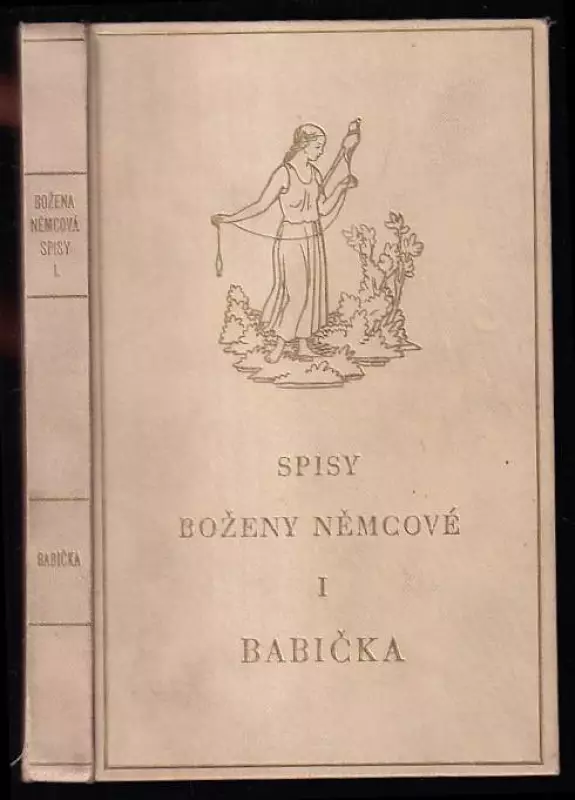 BOŽENA
NĚMCOVÁ
SPISY
I.
BABIČKA
SPISY
BOŽENY NĚMCOVÉ
I
BABIČKA